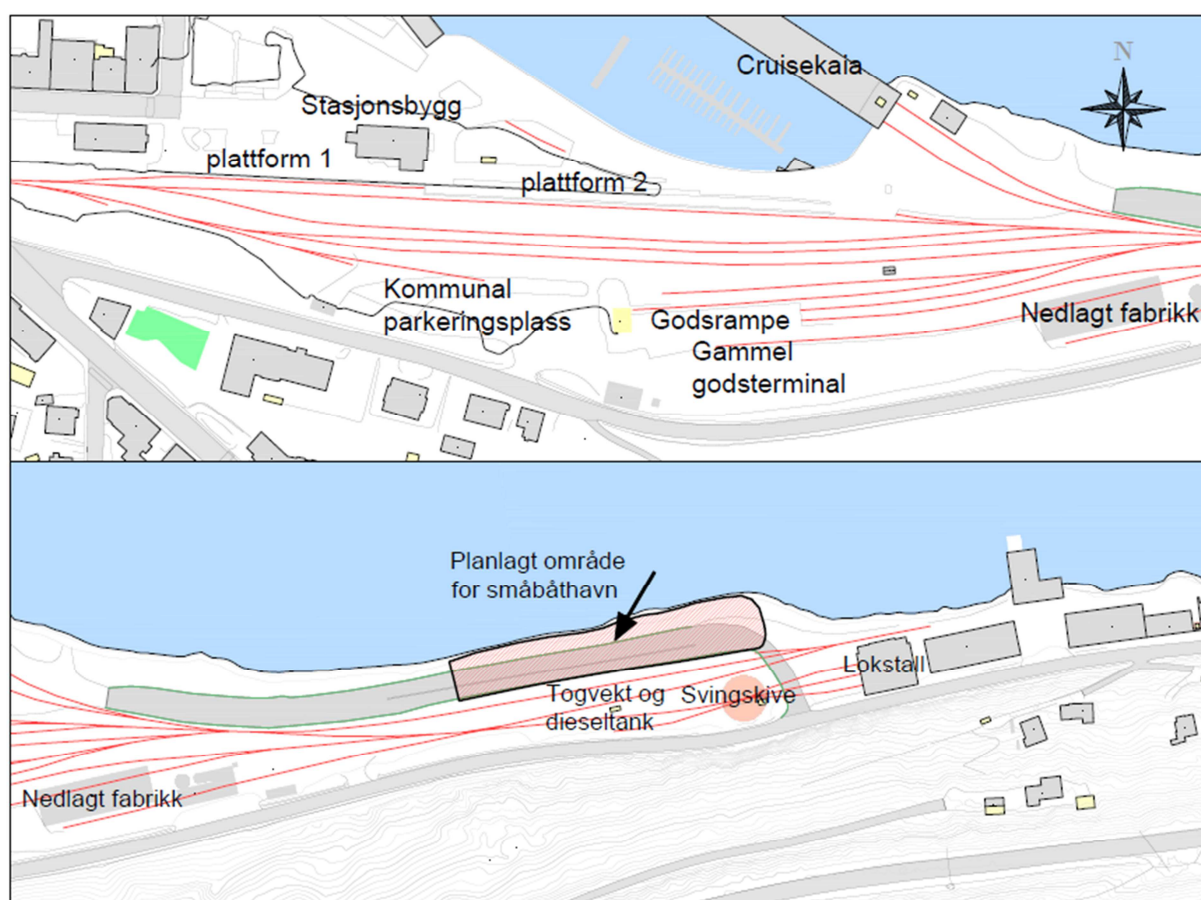 Cruisekaia
N
Stasjonsbygg
plattform 1
plattform 2
Kommunal
parkeringsplass
Godsrampe
Gammel
godsterminal
Nedlagt fabrikk
Planlagt område
for småbåthavn
Togvekt og
dieseltank
Svingskive
Lokstall
Nedlagt fabrikk